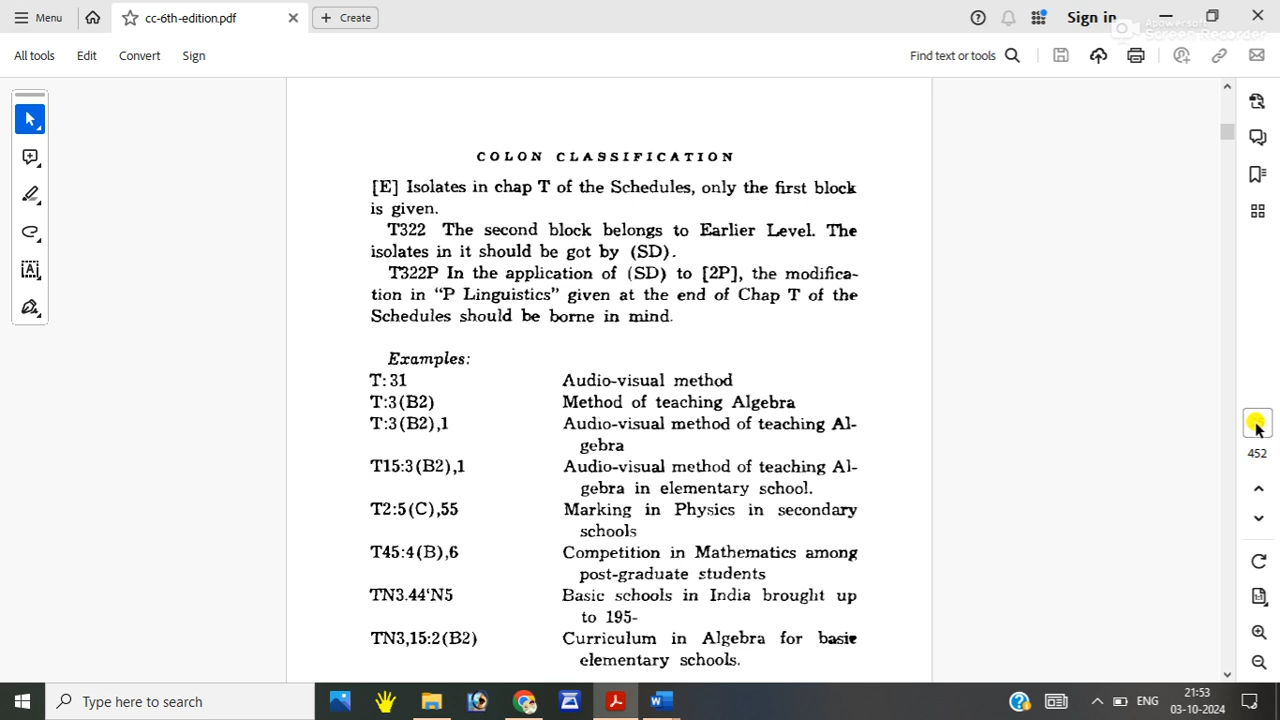 Menu
cc-6th-edition.pdf
Create
Sign in
Apowersoft
Screen Recorder
All tools
Edit
Convert
Sign
Find text or tools
COLON CLASSIFICATION
[E] Isolates in chap T of the Schedules, only the first block
is given.
T322 The second block belongs to Earlier Level. The
isolates in it should be got by (SD).
T322P In the application of (SD) to [2P], the modifica-
tion in "P Linguistics" given at the end of Chap T of the
Schedules should be borne in mind.
Examples:
T:31 Audio-visual method
T:3(B2) Method of teaching Algebra
T:3(B2),1 Audio-visual method of teaching Al-
gebra
T15:3(B2),1 Audio-visual method of teaching Al-
gebra in elementary school.
T2:5(C),55 Marking in Physics in secondary
schools
T45:4(B),6 Competition in Mathematics among
post-graduate students
TN3.44'N5 Basic schools in India brought up
to 195-
TN3,15:2(B2) Curriculum in Algebra for basic
elementary schools.
452
Type here to search
ENG
21:53
03-10-2024